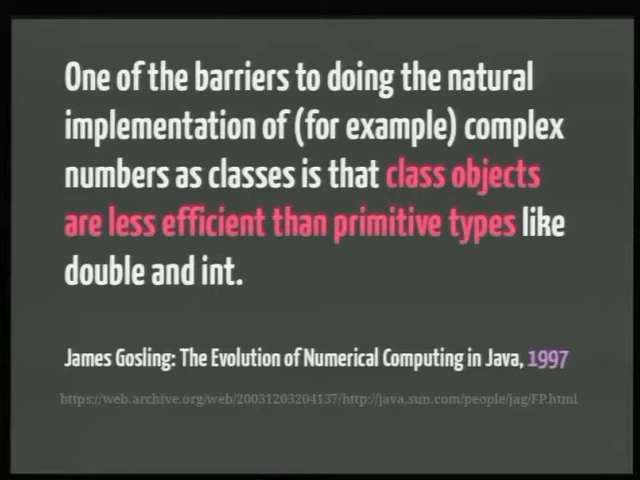 One of the barriers to doing the natural
implementation of (for example) complex
numbers as classes is that class objects
are less efficient than primitive types like
double and int.
James Gosling: The Evolution of Numerical Computing in Java, 1997
https://web.archive.org/web/20031203204137/http://java.sun.com/people/jag/FP.html